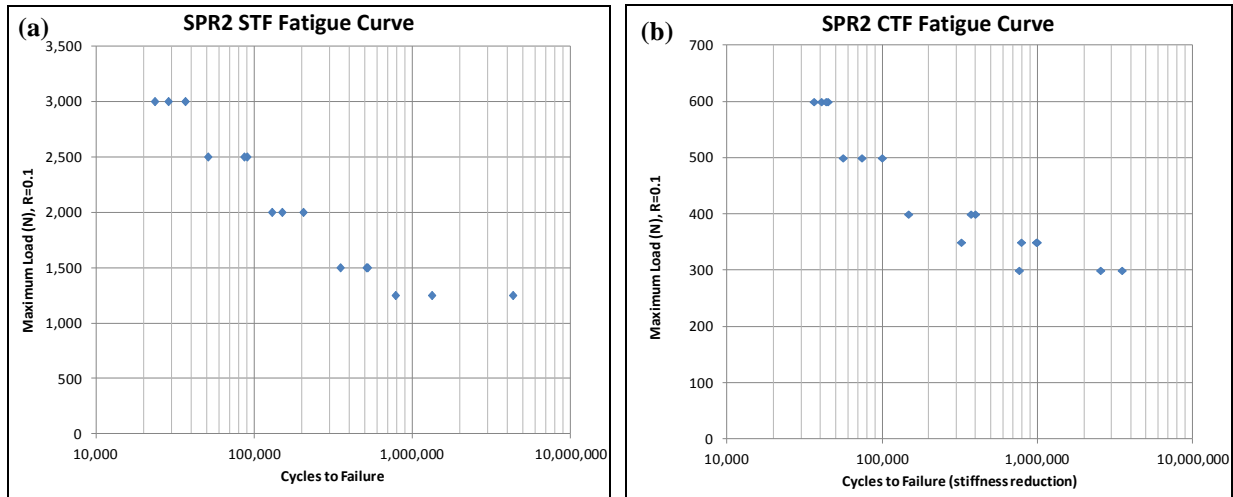 (a)
SPR2 STF Fatigue Curve
3,500
3,000
2,500
2,000
1,500
1,000
500
0
Maximum Load (N), R=0.1
10,000 100,000 1,000,000 10,000,000
Cycles to Failure
(b)
SPR2 CTF Fatigue Curve
700
600
500
400
300
200
100
0
Maximum Load (N), R=0.1
10,000 100,000 1,000,000 10,000,000
Cycles to Failure (stiffness reduction)